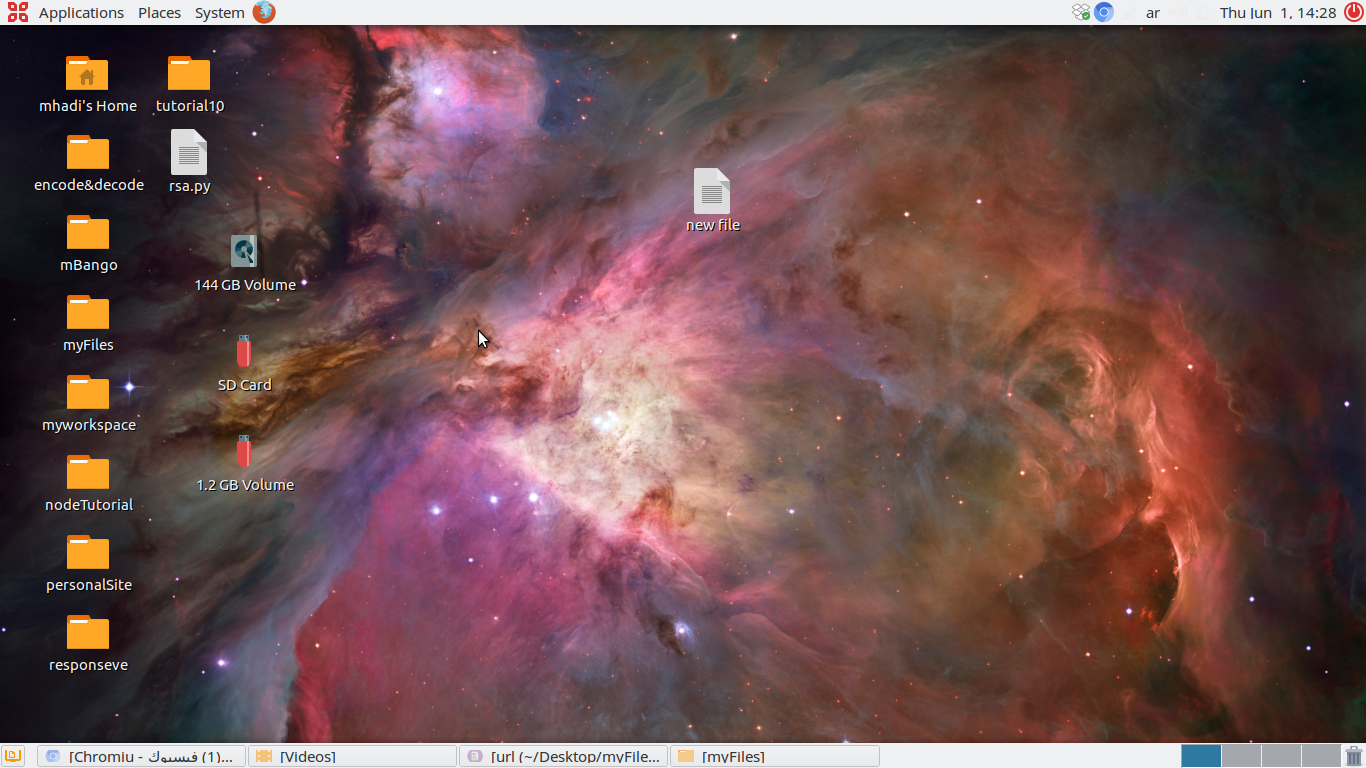 Applications Places System
ar
Thu Jun 1, 14:28
mhadi's Home
tutorial10
encode&decode
rsa.py
new file
mBango
144 GB Volume
myFiles
SD Card
myworkspace
1.2 GB Volume
nodeTutorial
personalSite
responseve
[Chromiu - فيسبوك (1)...
[Videos]
[url (~/Desktop/myFile...
[myFiles]